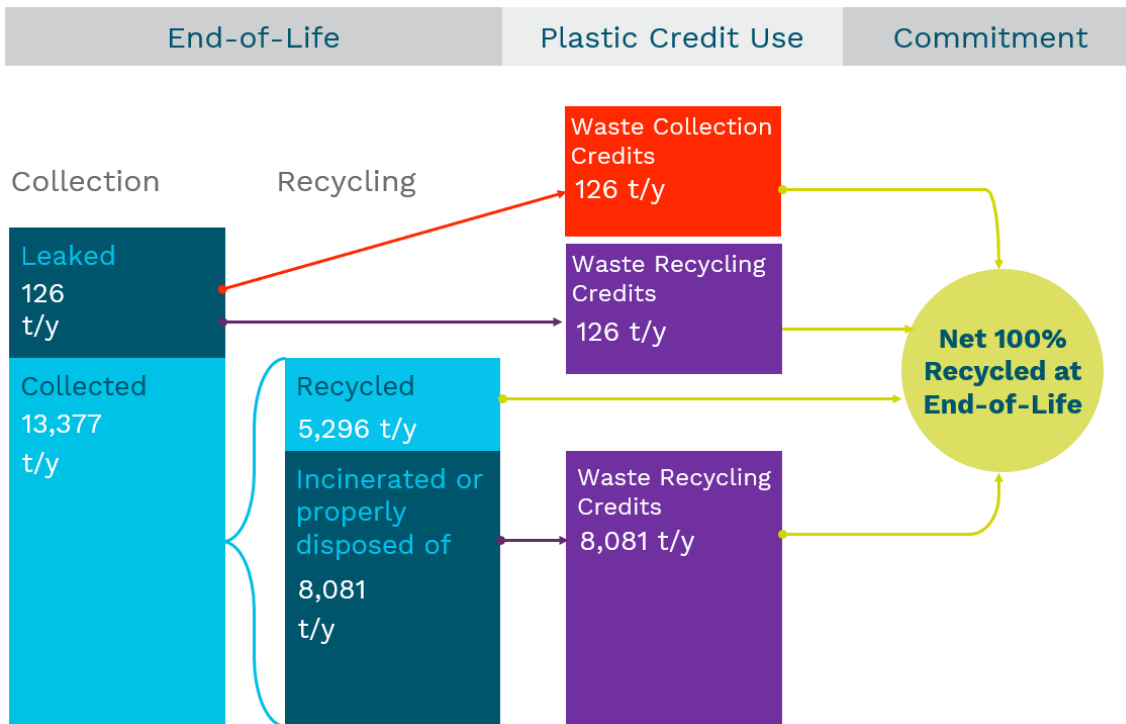 End-of-Life
Plastic Credit Use
Commitment
Collection
Recycling
Leaked
126
t/y
Collected
13,377
t/y
Recycled
5,296 t/y
Incinerated or
properly
disposed of
8,081
t/y
Waste Collection
Credits
126 t/y
Waste Recycling
Credits
126 t/y
Waste Recycling
Credits
8,081 t/y
Net 100%
Recycled at
End-of-Life